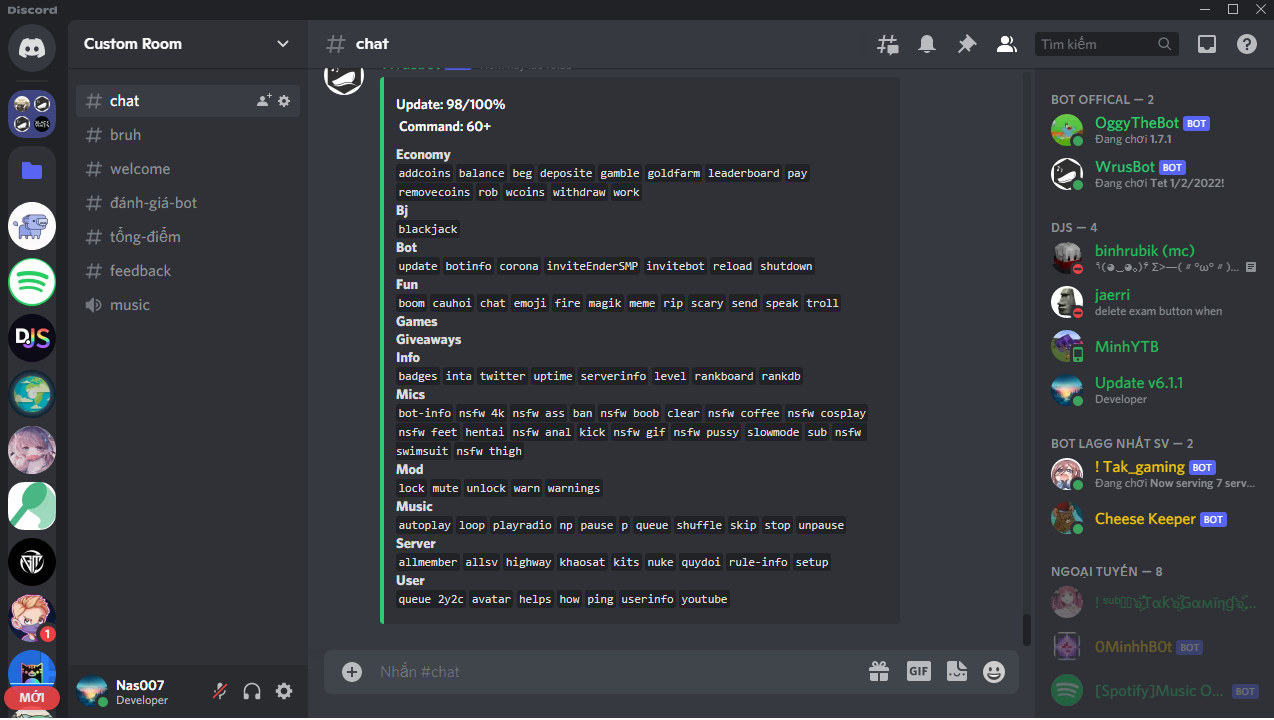 Discord
Custom Room
chat
bruh
welcome
đánh-giá-bot
tổng-điểm
feedback
music
MỚI
1
Nas007
Developer
chat
Tìm kiếm
Update: 98/100%
Command: 60+
Economy
addcoins balance beg deposite gamble goldfarm leaderboard pay
removecoins rob wcoins withdraw work
Bj
blackjack
Bot
update botinfo corona inviteEnderSMP invitebot reload shutdown
Fun
boom cauhoi chat emoji fire magik meme rip scary send speak troll
Games
Giveaways
Info
badges inta twitter uptime serverinfo level rankboard rankdb
Mics
bot-info nsfw 4k nsfw ass ban nsfw boob clear nsfw coffee nsfw cosplay
nsfw feet hentai nsfw anal kick nsfw gif nsfw pussy slowmode sub nsfw
swimsuit nsfw thigh
Mod
lock mute unlock warn warnings
Music
autoplay loop playradio np pause p queue shuffle skip stop unpause
Server
allmember allsv highway khaosat kits nuke quydoi rule-info setup
User
queue 2y2c avatar helps how ping userinfo youtube
Nhắn #chat
GIF
BOT OFFICAL — 2
OggyTheBot BOT
Đang chơi 1.7.1
WrusBot BOT
Đang chơi Tet 1/2/2022!
DJS — 4
binhrubik (mc)
jaerri
delete exam button when
MinhYTB
Update v6.1.1
Developer
BOT LAGG NHẤT SV — 2
! Tak_gaming BOT
Đang chơi Now serving 7 serv...
Cheese Keeper BOT
NGOẠI TUYẾN — 8
0MinhhB0t BOT
[Spotify]Music O... BOT